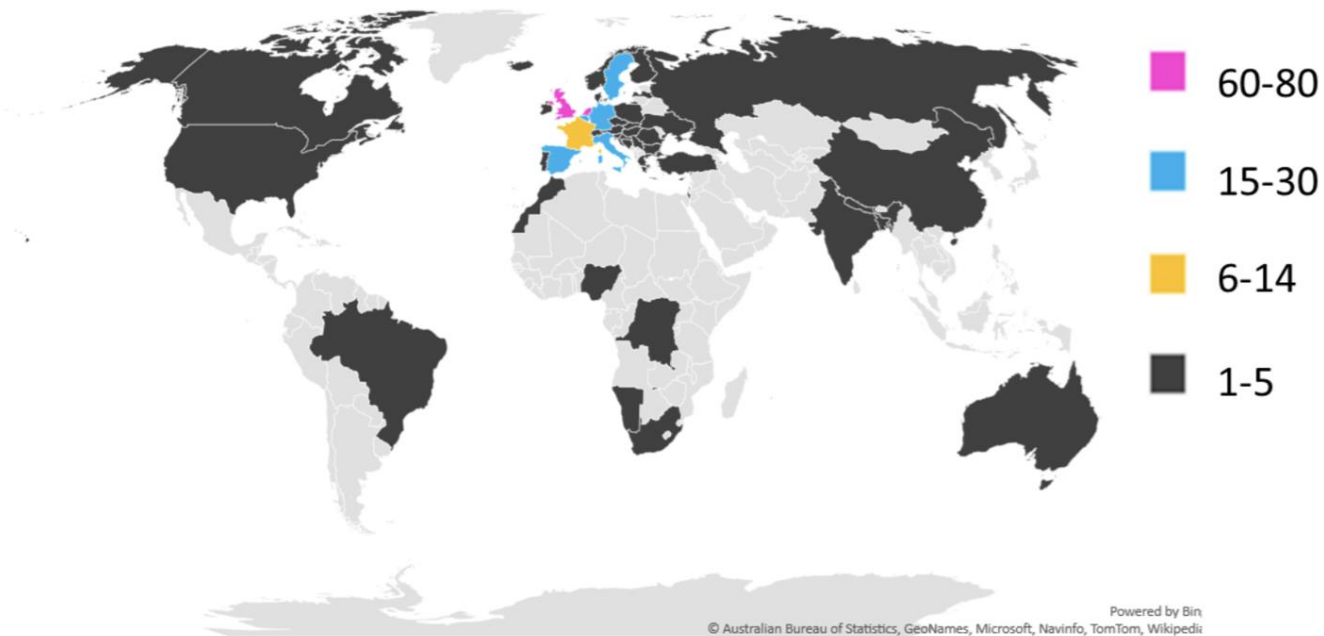 60-80
15-30
6-14
1-5
Powered by Bin
© Australian Bureau of Statistics, GeoNames, Microsoft, Navinfo, TomTom, Wikipedia